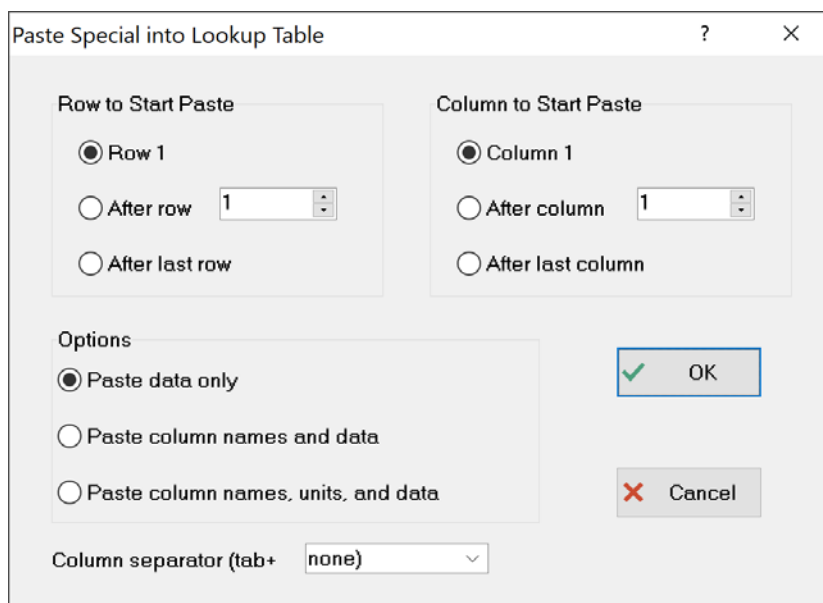 Paste Special into Lookup Table ?
Row to Start Paste
Row 1
After row 1
After last row
Column to Start Paste
Column 1
After column 1
After last column
Options
Paste data only
Paste column names and data
Paste column names, units, and data
OK
Cancel
Column separator (tab+ none)